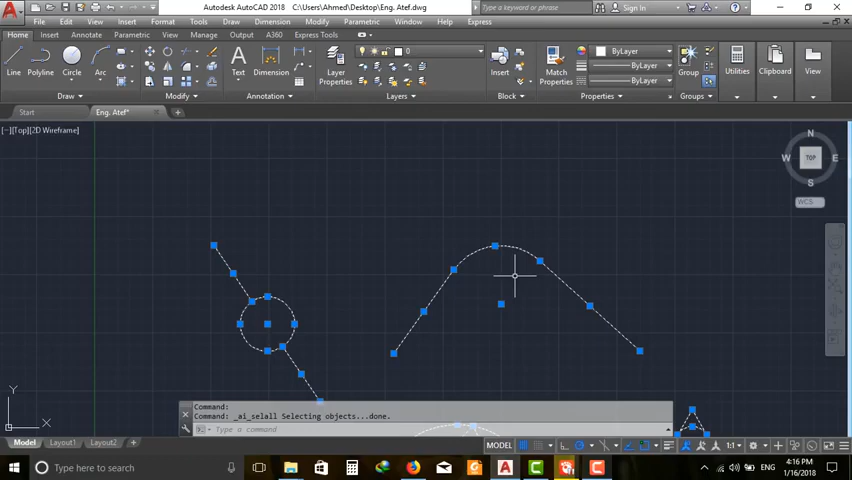 Autodesk AutoCAD 2018 C:\Users\Ahmed\Desktop\Eng. Atef.dwg
Type a keyword or phrase
Sign In
File Edit View Insert Format Tools Draw Dimension Modify Parametric Window Help Express
Home Insert Annotate Parametric View Manage Output A360 Express Tools
0
ByLayer
ByLayer
ByLayer
Line Polyline Circle Arc
Text Dimension
Layer Properties
Insert
Match Properties
Group
Utilities
Clipboard
View
Draw Modify Annotation Layers Block Properties Groups
Start Eng. Atef*
[−][Top][2D Wireframe]
N
W TOP E
S
WCS
Y
X
Command:
Command: _ai_selall Selecting objects...done.
Type a command
Model Layout1 Layout2
MODEL
1:1
Type here to search
ENG
4:16 PM
1/16/2018